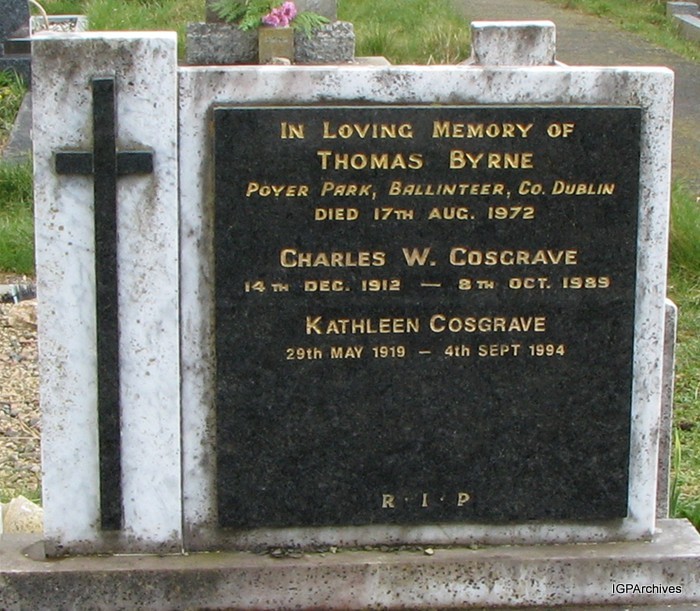 In Loving Memory of
Thomas Byrne
Poyer Park, Ballinteer, Co. Dublin
died 17th Aug. 1972
Charles W. Cosgrave
14th Dec. 1912 — 8th Oct. 1989
Kathleen Cosgrave
29th MAY 1919 – 4th SEPT 1994
R·I·P
IGPArchives